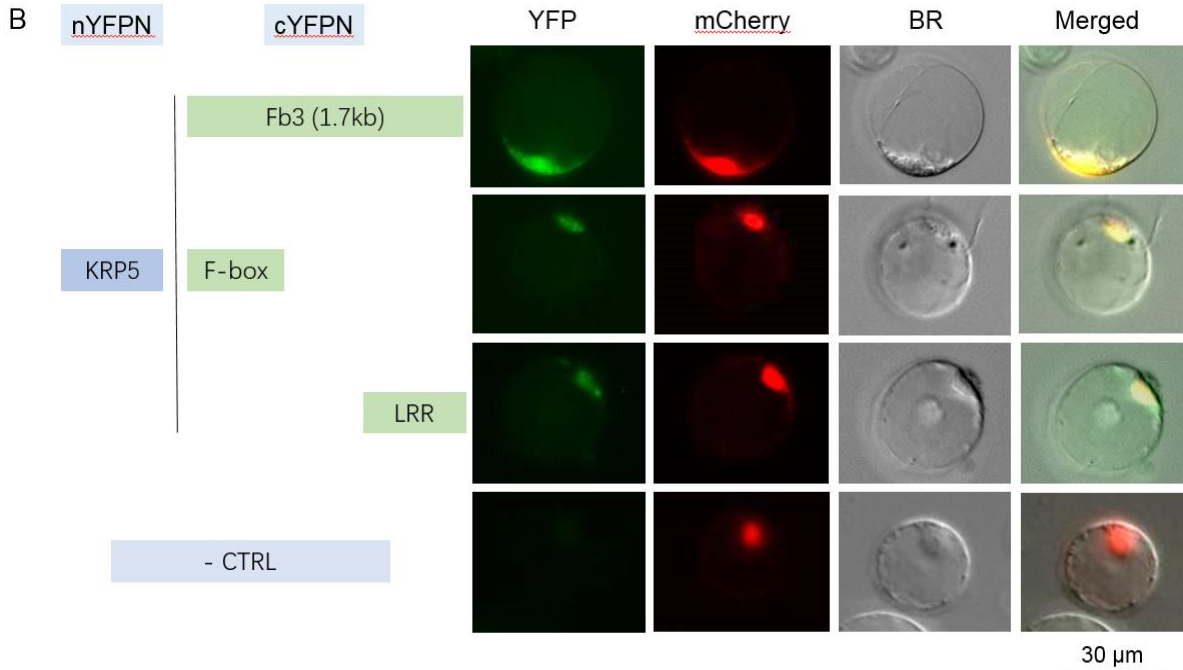 B
nYFPN cYFPN YFP mCherry BR Merged
Fb3 (1.7kb)
KRP5 F-box
LRR
- CTRL
30 µm